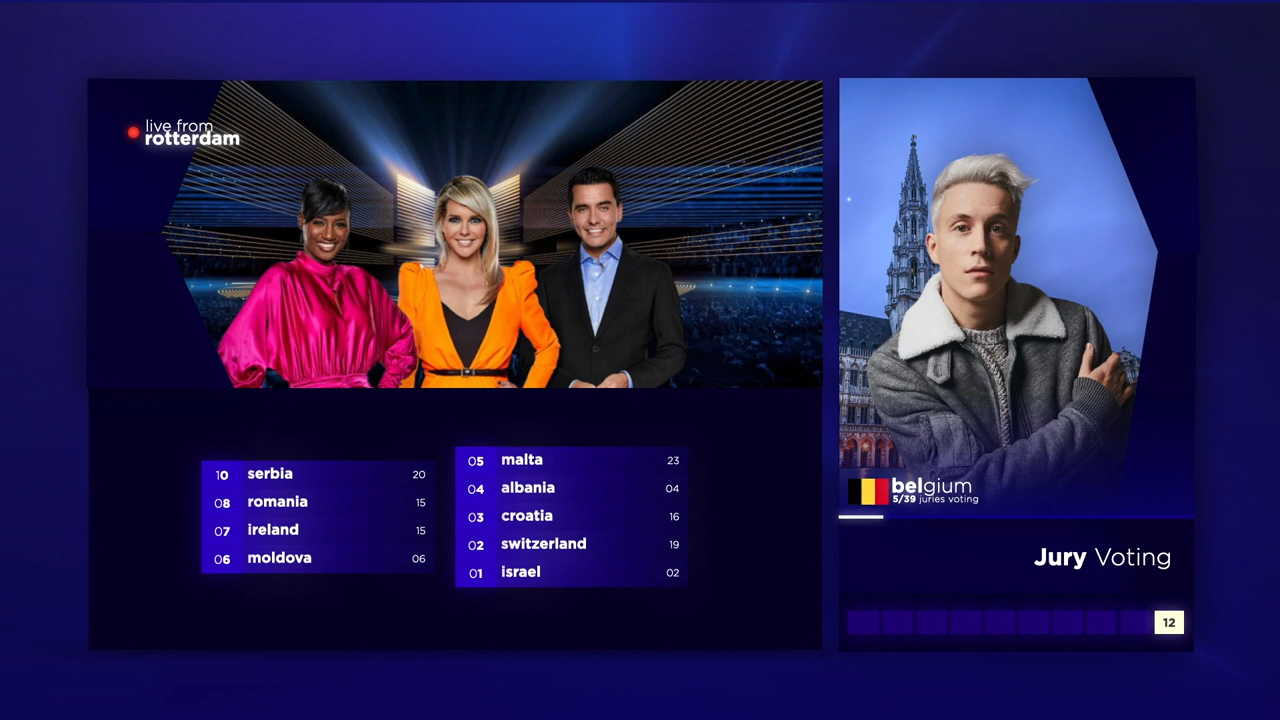 live from
rotterdam
10 serbia 20
08 romania 15
07 ireland 15
06 moldova 06
05 malta 23
04 albania 04
03 croatia 16
02 switzerland 19
01 israel 02
belgium
5/39 juries voting
Jury Voting
12